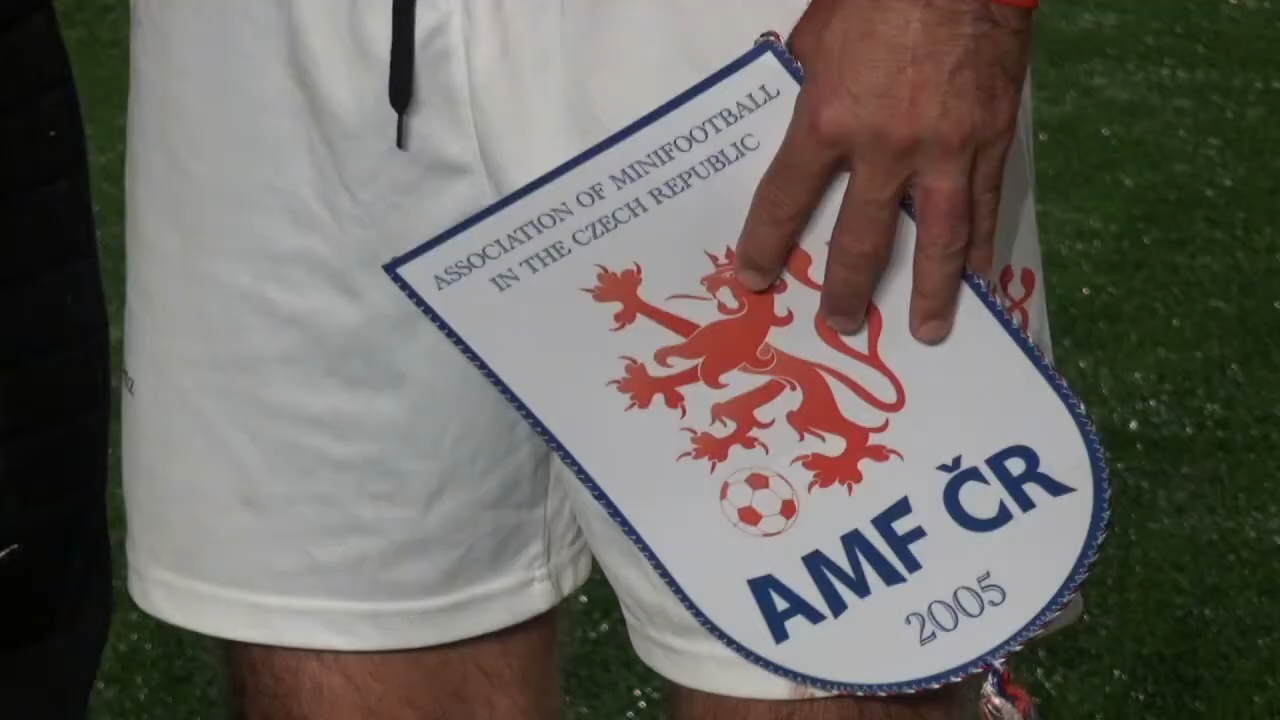 ASSOCIATION OF MINIFOOTBALL
IN THE CZECH REPUBLIC
AMF ČR
2005